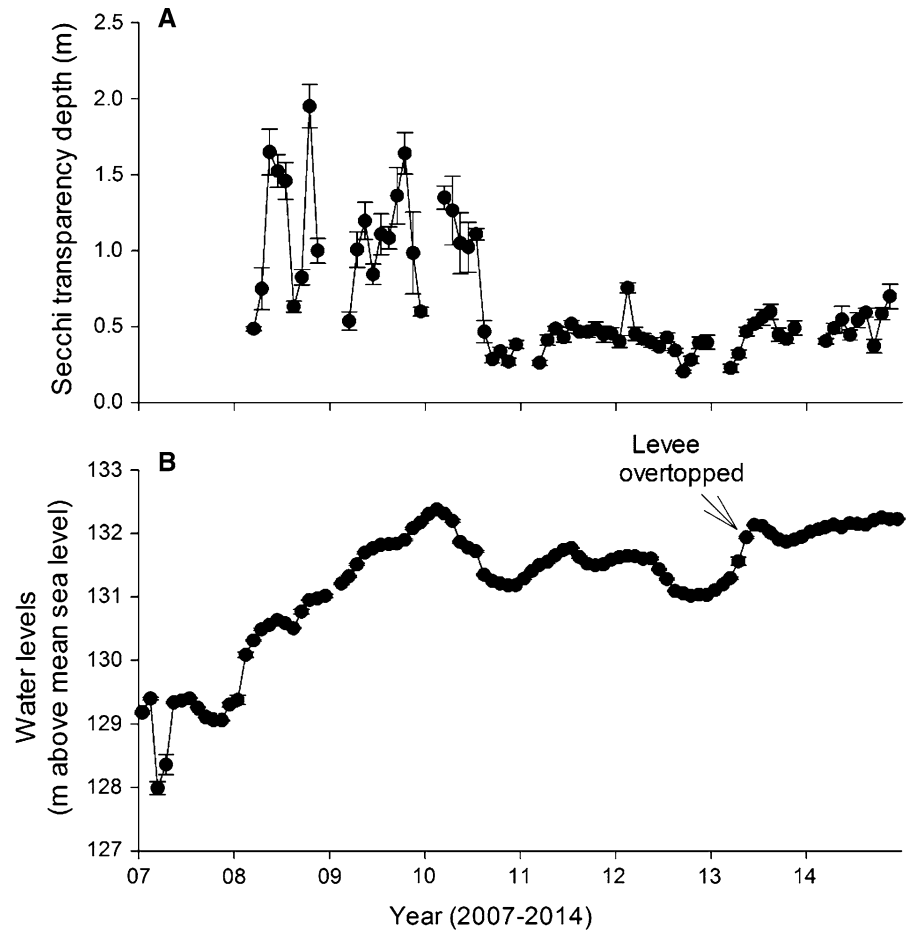 A
2.5
2.0
1.5
1.0
0.5
0.0
Secchi transparency depth (m)
B
Levee
overtopped
133
132
131
130
129
128
127
Water levels
(m above mean sea level)
07 08 09 10 11 12 13 14
Year (2007-2014)